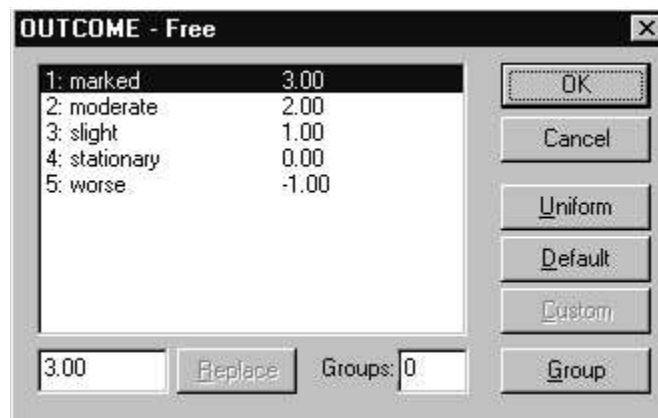 OUTCOME - Free
1: marked 3.00
2: moderate 2.00
3: slight 1.00
4: stationary 0.00
5: worse -1.00
OK
Cancel
Uniform
Default
Custom
3.00 Replace Groups: 0 Group